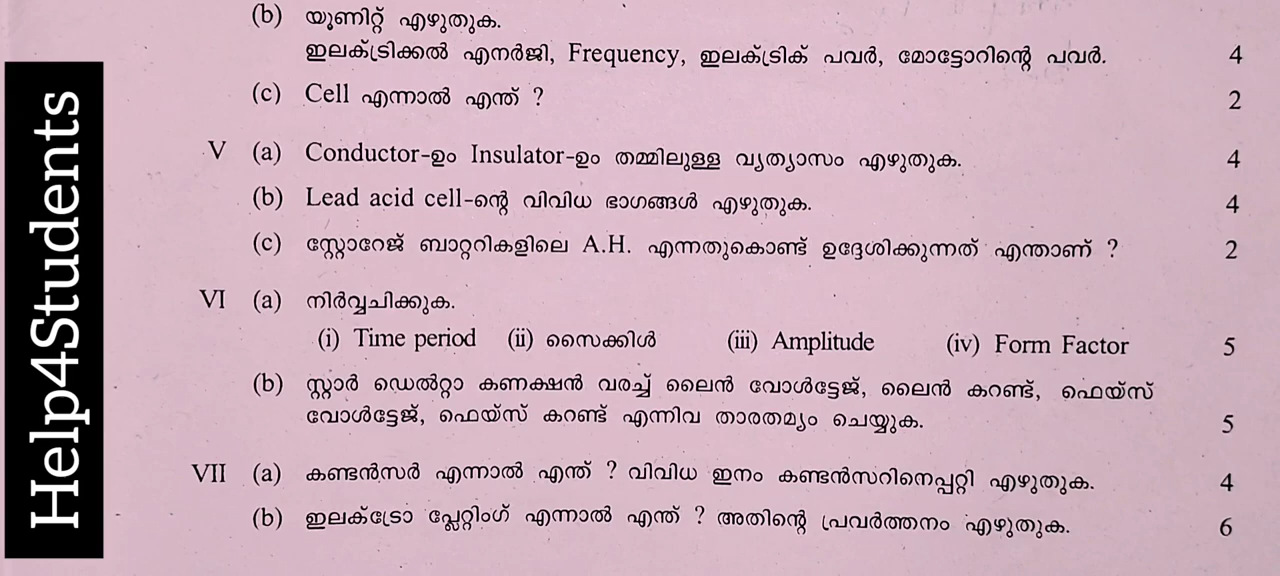 (b) യൂണിറ്റ് എഴുതുക.
ഇലക്ട്രിക്കൽ എനർജി, Frequency, ഇലക്ട്രിക് പവർ, മോട്ടോറിന്റെ പവർ. 4
(c) Cell എന്നാൽ എന്ത് ? 2
V (a) Conductor-ഉം Insulator-ഉം തമ്മിലുള്ള വ്യത്യാസം എഴുതുക. 4
(b) Lead acid cell-ന്റെ വിവിധ ഭാഗങ്ങൾ എഴുതുക. 4
(c) സ്റ്റോറേജ് ബാറ്ററികളിലെ A.H. എന്നതുകൊണ്ട് ഉദ്ദേശിക്കുന്നത് എന്താണ് ? 2
VI (a) നിർവ്വചിക്കുക.
(i) Time period (ii) സൈക്കിൾ (iii) Amplitude (iv) Form Factor 5
(b) സ്റ്റാർ ഡെൽറ്റാ കണക്ഷൻ വരച്ച് ലൈൻ വോൾട്ടേജ്, ലൈൻ കറണ്ട്, ഫെയ്സ്
വോൾട്ടേജ്, ഫെയ്സ് കറണ്ട് എന്നിവ താരതമ്യം ചെയ്യുക. 5
VII (a) കണ്ടൻസർ എന്നാൽ എന്ത് ? വിവിധ ഇനം കണ്ടൻസറിനെപ്പറ്റി എഴുതുക. 4
(b) ഇലക്ട്രോ പ്ലേറ്റിംഗ് എന്നാൽ എന്ത് ? അതിന്റെ പ്രവർത്തനം എഴുതുക. 6
Help4Students